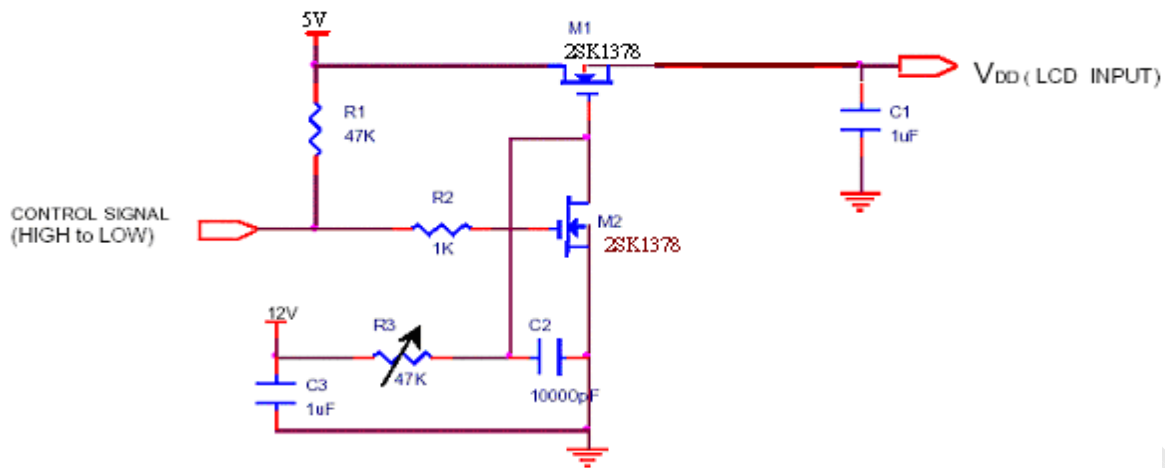 5V
M1
2SK1378
VDD ( LCD INPUT)
R1
47K
C1
1uF
R2
1K
CONTROL SIGNAL
(HIGH to LOW)
M2
2SK1378
12V
R3
47K
C2
10000pF
C3
1uF